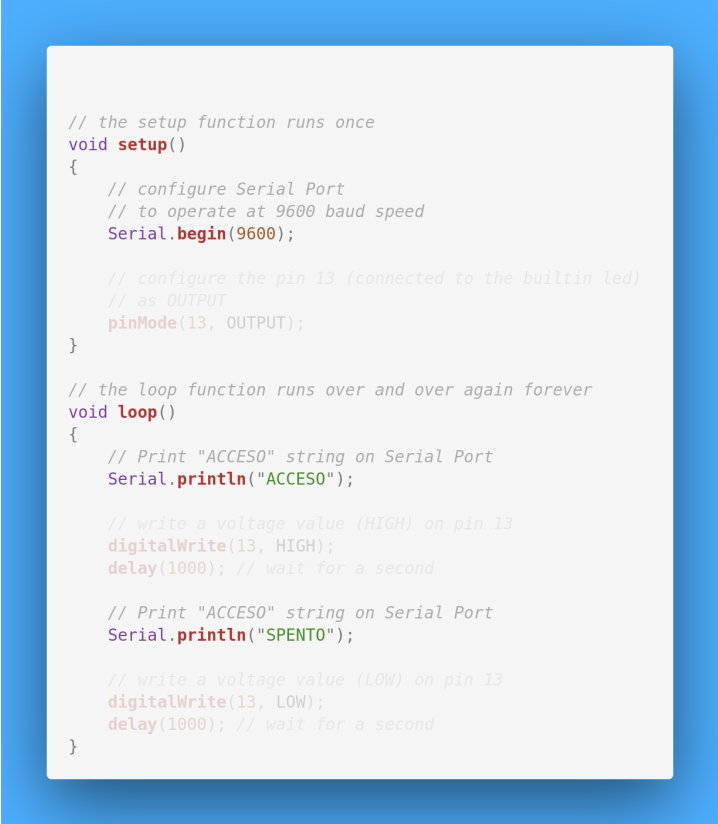 // the setup function runs once
void setup()
{
    // configure Serial Port
    // to operate at 9600 baud speed
    Serial.begin(9600);
    // configure the pin 13 (connected to the builtin led)
    // as OUTPUT
    pinMode(13, OUTPUT);
}
// the loop function runs over and over again forever
void loop()
{
    // Print "ACCESO" string on Serial Port
    Serial.println("ACCESO");
    // write a voltage value (HIGH) on pin 13
    digitalWrite(13, HIGH);
    delay(1000); // wait for a second
    // Print "ACCESO" string on Serial Port
    Serial.println("SPENTO");
    // write a voltage value (LOW) on pin 13
    digitalWrite(13, LOW);
    delay(1000); // wait for a second
}